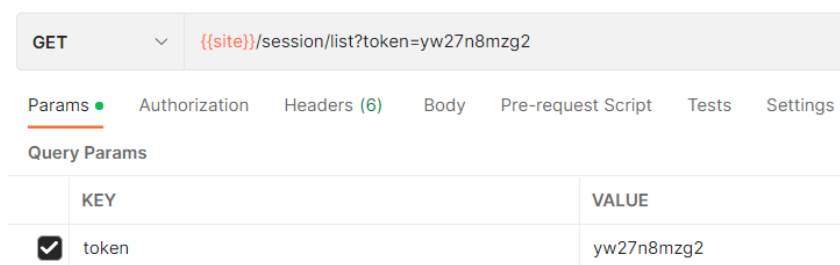 GET {{site}}/session/list?token=yw27n8mzg2
Params Authorization Headers (6) Body Pre-request Script Tests Settings
Query Params
KEY VALUE
token yw27n8mzg2